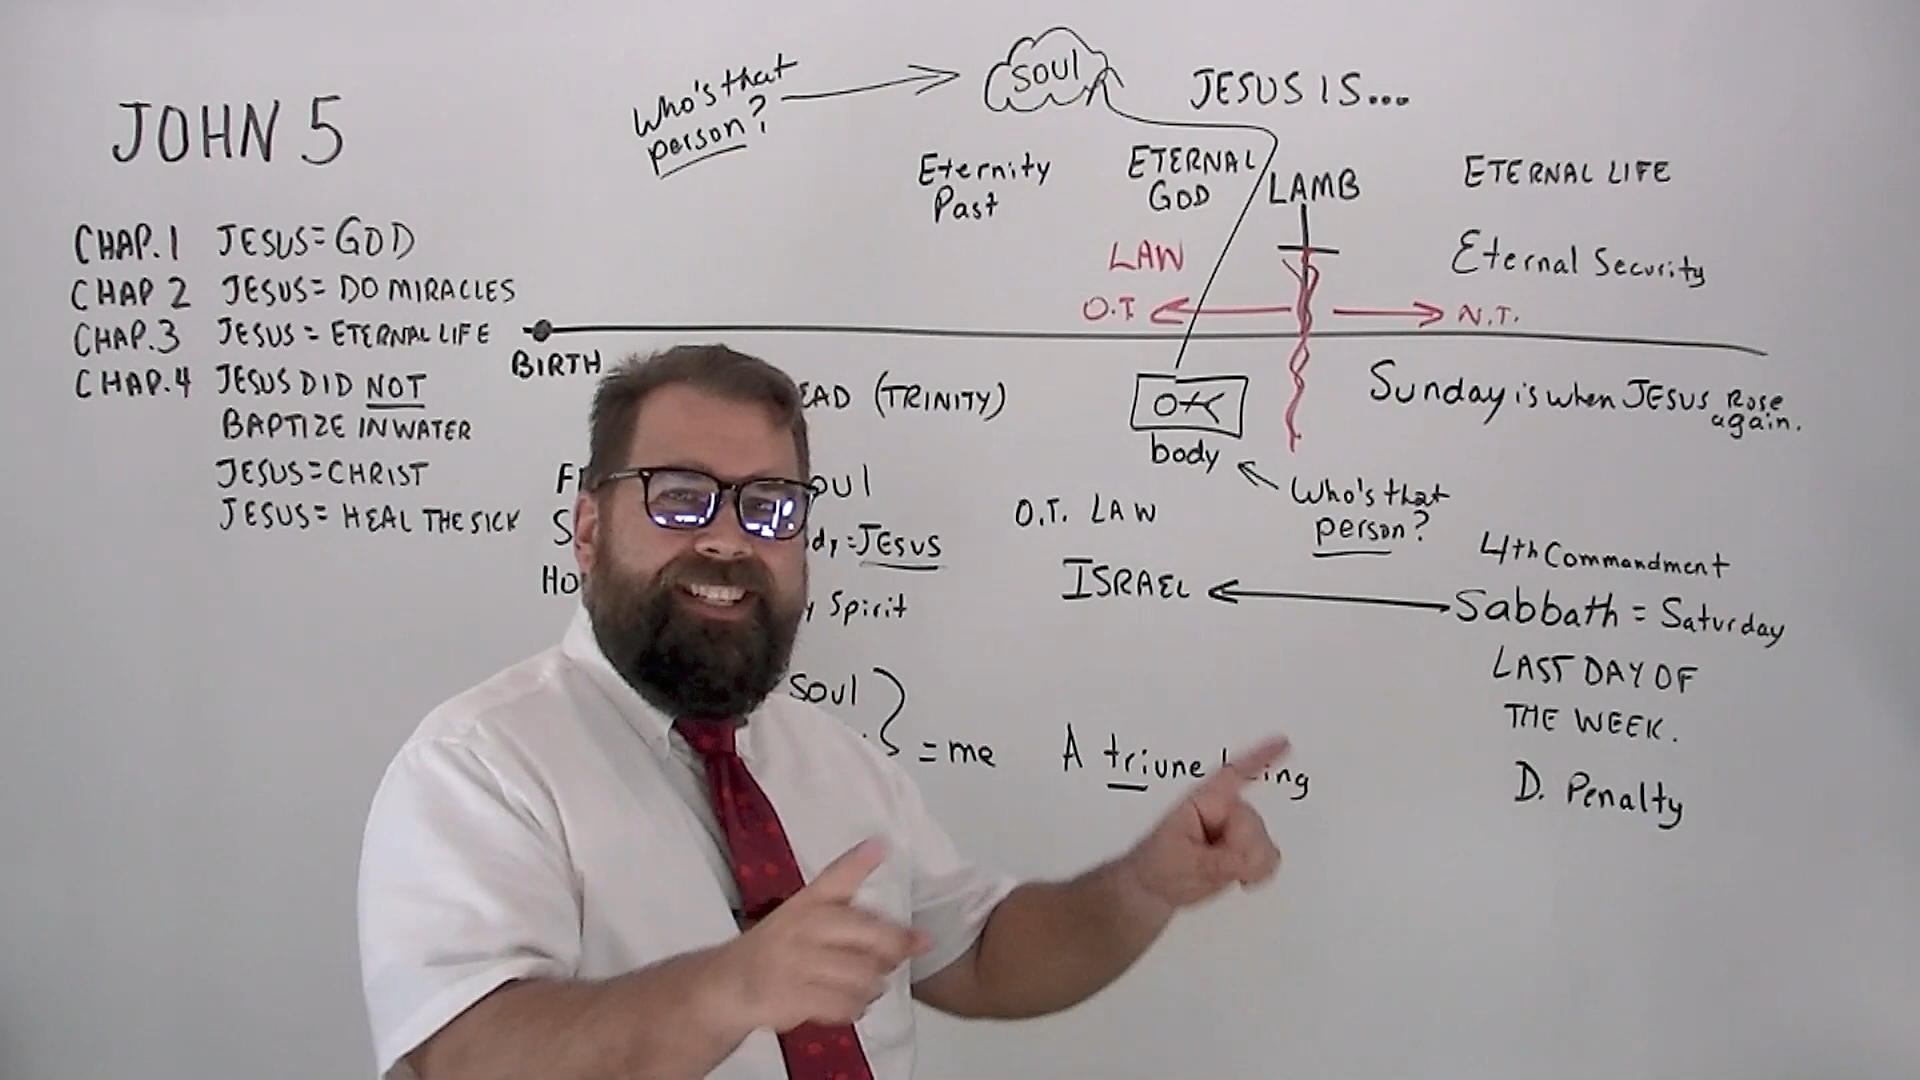 JOHN 5
CHAP.1 JESUS=GOD
CHAP 2 JESUS= DO MIRACLES
CHAP.3 JESUS = ETERNAL LIFE
CHAP.4 JESUS DID NOT
BAPTIZE IN WATER
JESUS=CHRIST
JESUS= HEAL THE SICK
Who's that
person?
SOUL
JESUS IS...
Eternity
Past
ETERNAL
GOD
LAMB
ETERNAL LIFE
Eternal Security
LAW
O.T.
N.T.
BIRTH
(TRINITY)
body
Sunday is when JESUS Rose
again.
Who's that
person?
=JESUS
Spirit
O.T. LAW
ISRAEL
4th Commandment
Sabbath = Saturday
LAST DAY OF
THE WEEK.
D. Penalty
Soul
= me
A triune